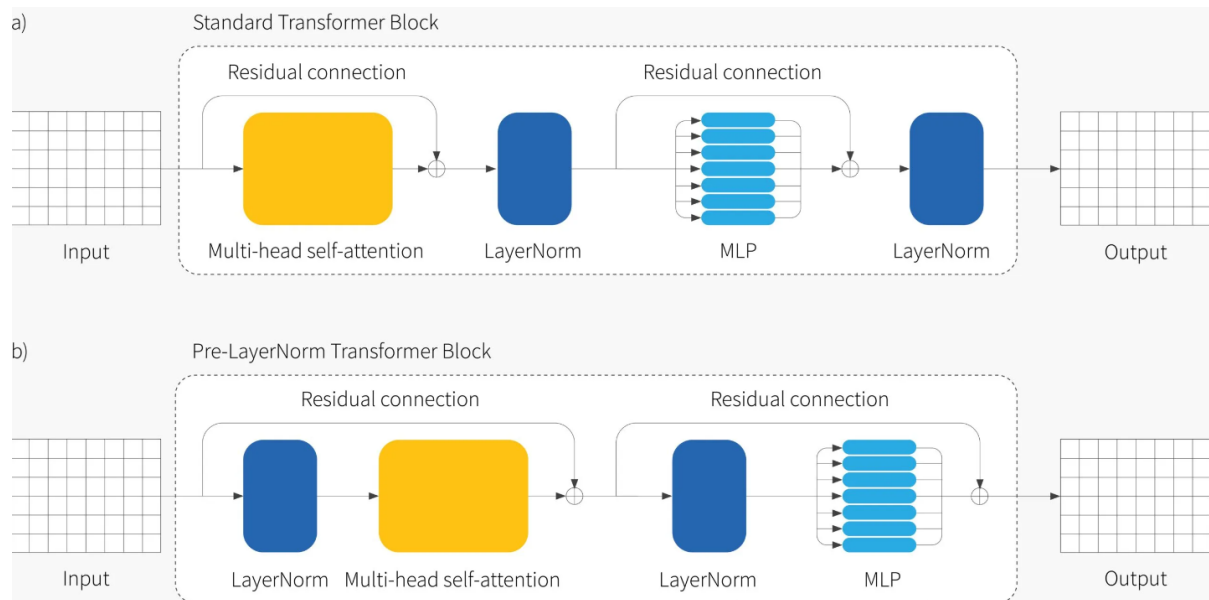 a)
Standard Transformer Block
Residual connection
Residual connection
Input
Multi-head self-attention
LayerNorm
MLP
LayerNorm
Output
b)
Pre-LayerNorm Transformer Block
Residual connection
Residual connection
Input
LayerNorm
Multi-head self-attention
LayerNorm
MLP
Output